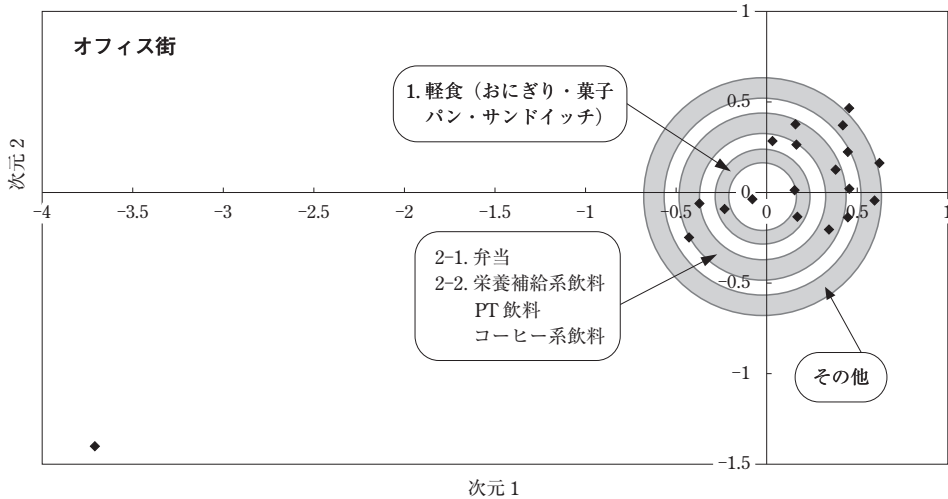 オフィス街
1. 軽食（おにぎり・菓子
パン・サンドイッチ）
2-1. 弁当
2-2. 栄養補給系飲料
PT 飲料
コーヒー系飲料
その他
次元 2
次元 1
1
0.5
0
−0.5
−1
−1.5
−4
−3.5
−3
−2.5
−2
−1.5
−1
−0.5
0
0.5
1